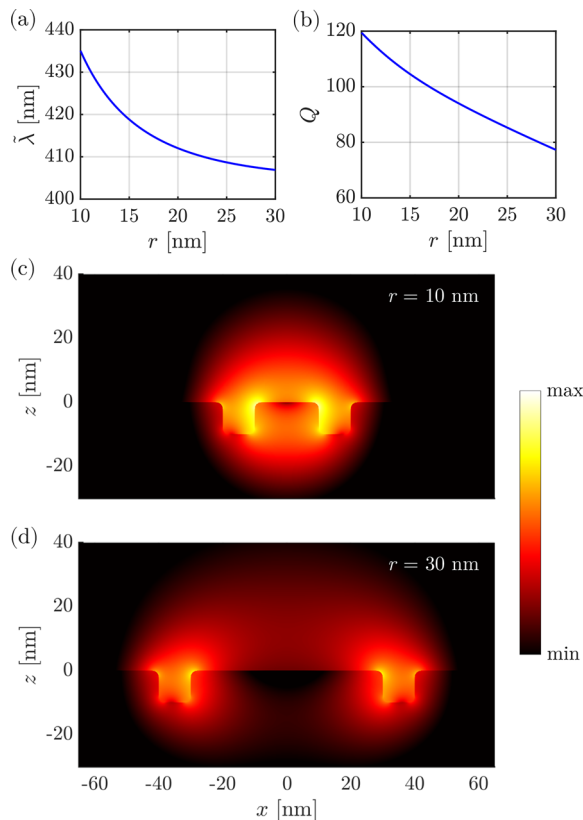 (a)
440
430
420
410
400
λ̃ [nm]
10 15 20 25 30
r [nm]
(b)
120
100
80
60
Q
10 15 20 25 30
r [nm]
(c)
40
20
0
-20
z [nm]
r = 10 nm
(d)
40
20
0
-20
z [nm]
r = 30 nm
-60 -40 -20 0 20 40 60
x [nm]
max
min